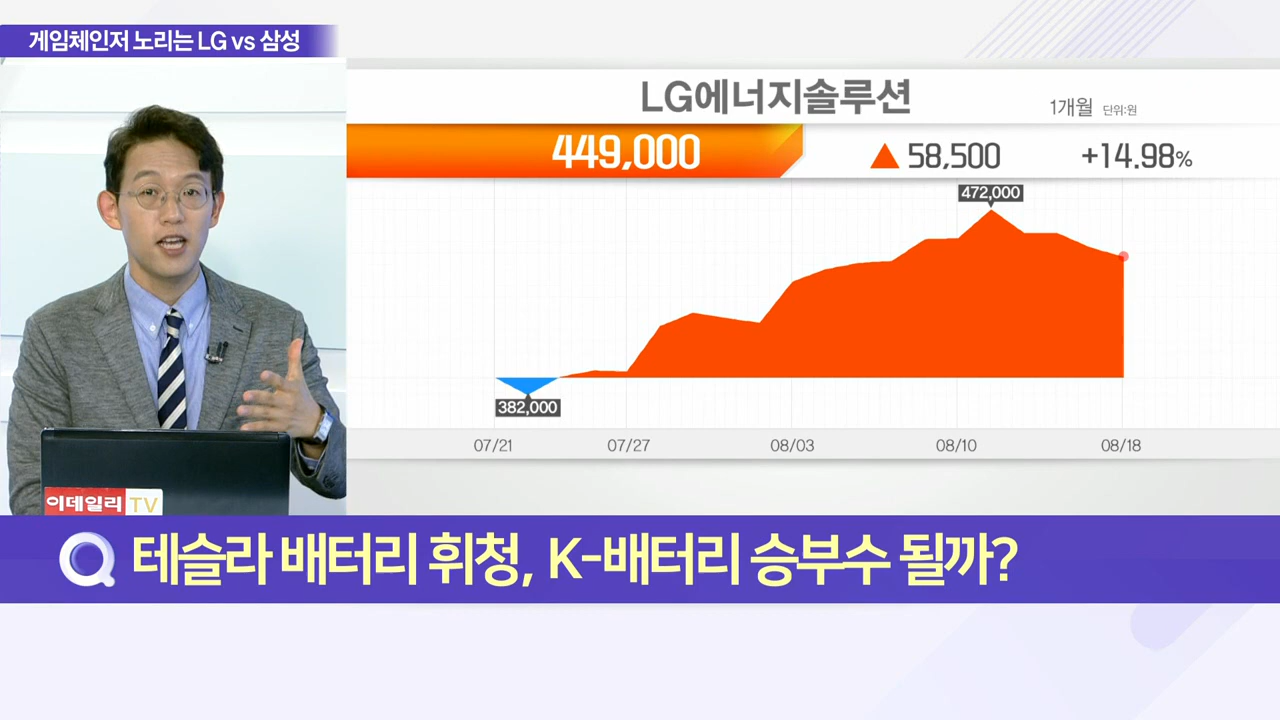 게임체인저 노리는 LG vs 삼성
LG에너지솔루션
1개월 단위:원
449,000
▲ 58,500 +14.98%
472,000
382,000
07/21 07/27 08/03 08/10 08/18
이데일리TV
Q 테슬라 배터리 휘청, K-배터리 승부수 될까?